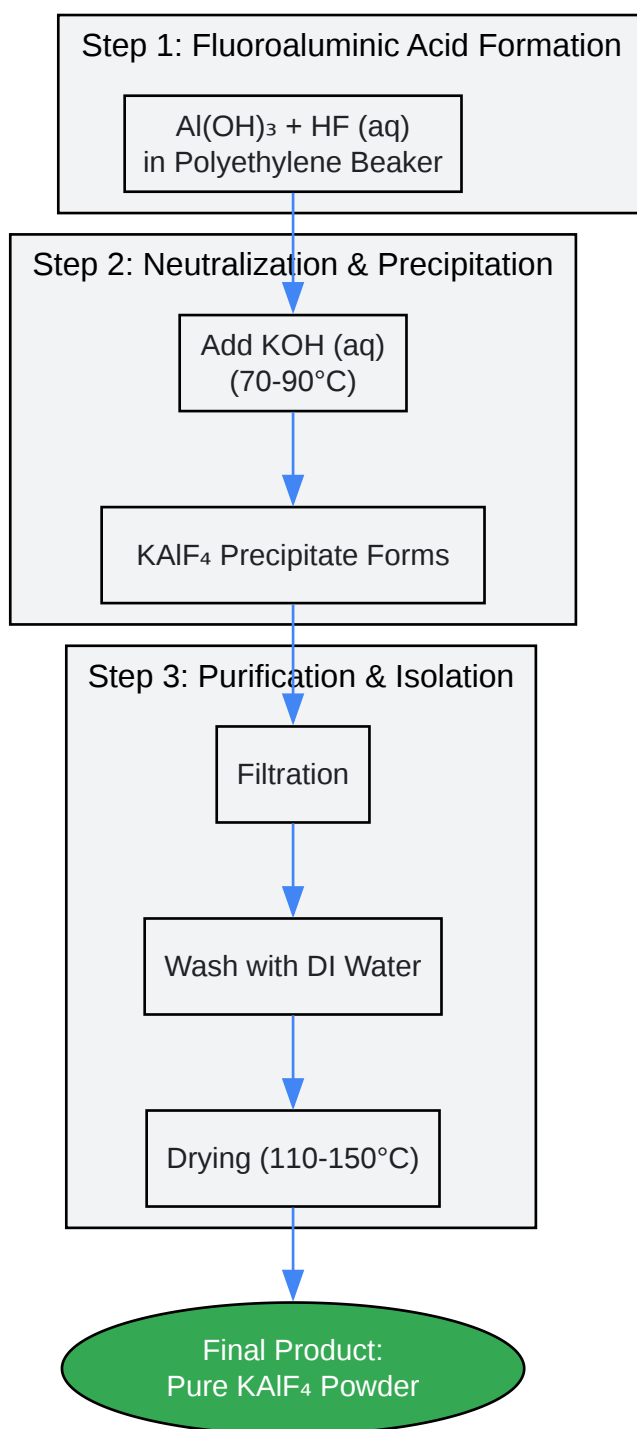 Step 1: Fluoroaluminic Acid Formation
Al(OH)₃ + HF (aq)
in Polyethylene Beaker
Step 2: Neutralization & Precipitation
Add KOH (aq)
(70-90°C)
KAlF₄ Precipitate Forms
Step 3: Purification & Isolation
Filtration
Wash with DI Water
Drying (110-150°C)
Final Product:
Pure KAlF₄ Powder